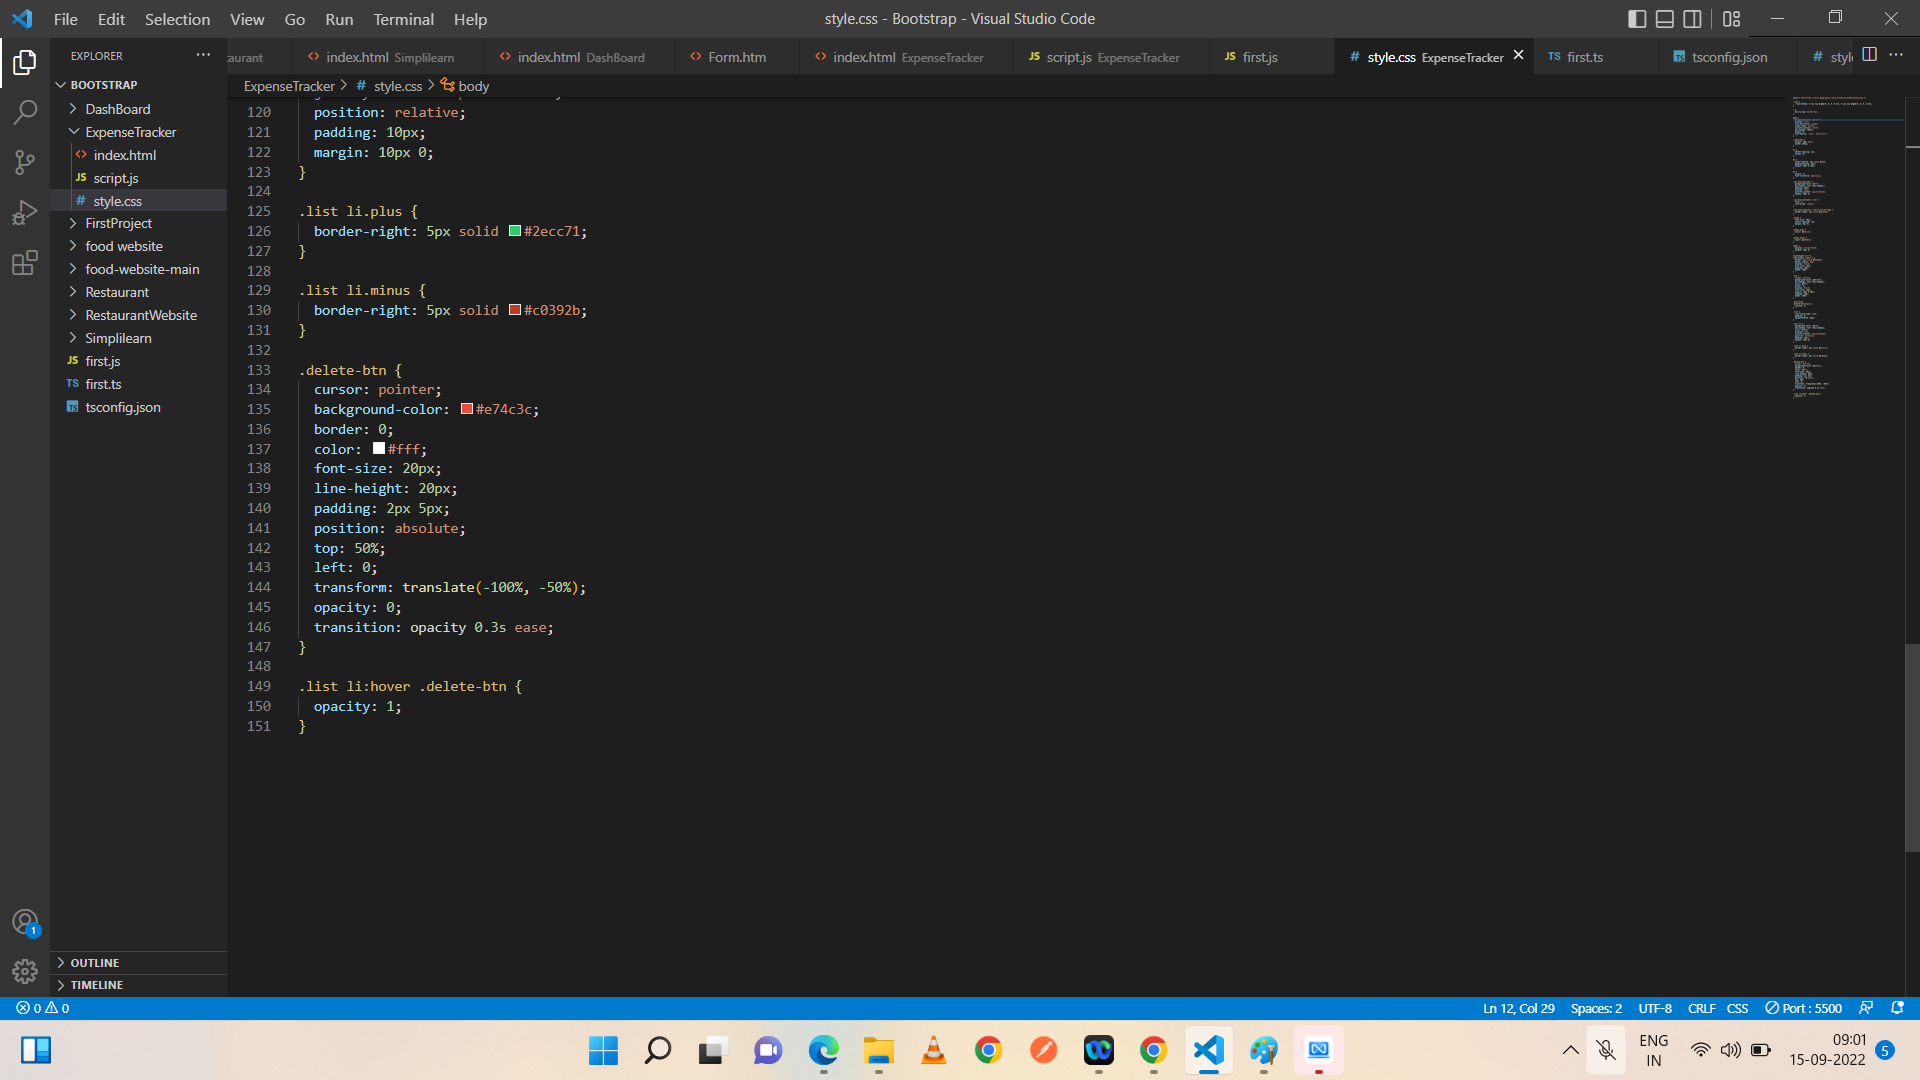 File Edit Selection View Go Run Terminal Help
style.css - Bootstrap - Visual Studio Code
EXPLORER
BOOTSTRAP
DashBoard
ExpenseTracker
index.html
script.js
style.css
FirstProject
food website
food-website-main
Restaurant
RestaurantWebsite
Simplilearn
first.js
first.ts
tsconfig.json
OUTLINE
TIMELINE
index.html Simplilearn
index.html DashBoard
Form.htm
index.html ExpenseTracker
script.js ExpenseTracker
first.js
style.css ExpenseTracker
first.ts
tsconfig.json
ExpenseTracker > # style.css > body
120 position: relative;
121 padding: 10px;
122 margin: 10px 0;
123 }
124
125 .list li.plus {
126 border-right: 5px solid #2ecc71;
127 }
128
129 .list li.minus {
130 border-right: 5px solid #c0392b;
131 }
132
133 .delete-btn {
134 cursor: pointer;
135 background-color: #e74c3c;
136 border: 0;
137 color: #fff;
138 font-size: 20px;
139 line-height: 20px;
140 padding: 2px 5px;
141 position: absolute;
142 top: 50%;
143 left: 0;
144 transform: translate(-100%, -50%);
145 opacity: 0;
146 transition: opacity 0.3s ease;
147 }
148
149 .list li:hover .delete-btn {
150 opacity: 1;
151 }
0 0
Ln 12, Col 29 Spaces: 2 UTF-8 CRLF CSS Port : 5500
ENG
IN
09:01
15-09-2022
5